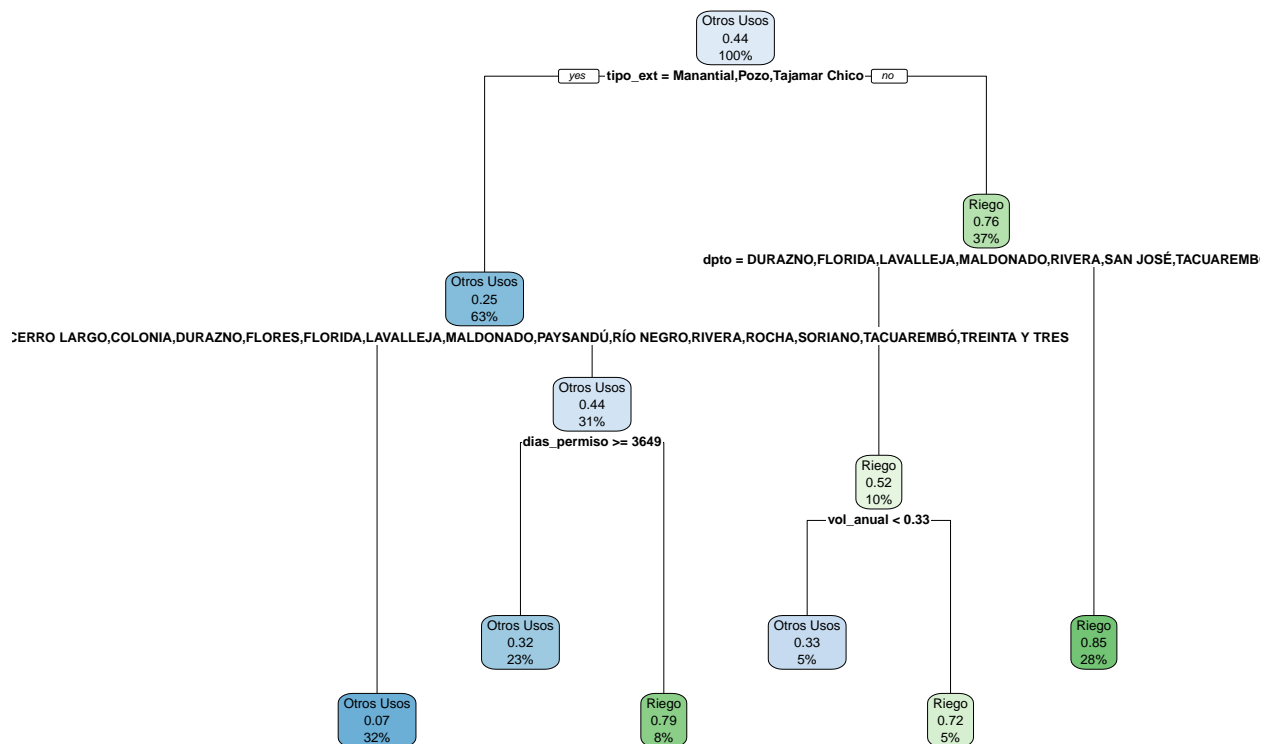 Otros Usos
0.44
100%
yes tipo_ext = Manantial,Pozo,Tajamar Chico no
Riego
0.76
37%
dpto = DURAZNO,FLORIDA,LAVALLEJA,MALDONADO,RIVERA,SAN JOSÉ,
Otros Usos
0.25
63%
LARGO,COLONIA,DURAZNO,FLORES,FLORIDA,LAVALLEJA,MALDONADO,PAYSANDÚ,RÍO NEGRO,RIVERA,ROCHA,SORIANO,TACUAREMBÓ,TREINTA Y TRES
Otros Usos
0.44
31%
dias_permiso >= 3649
Riego
0.52
10%
vol_anual < 0.33
Otros Usos
0.32
23%
Otros Usos
0.33
5%
Riego
0.85
28%
Otros Usos
0.07
32%
Riego
0.79
8%
Riego
0.72
5%